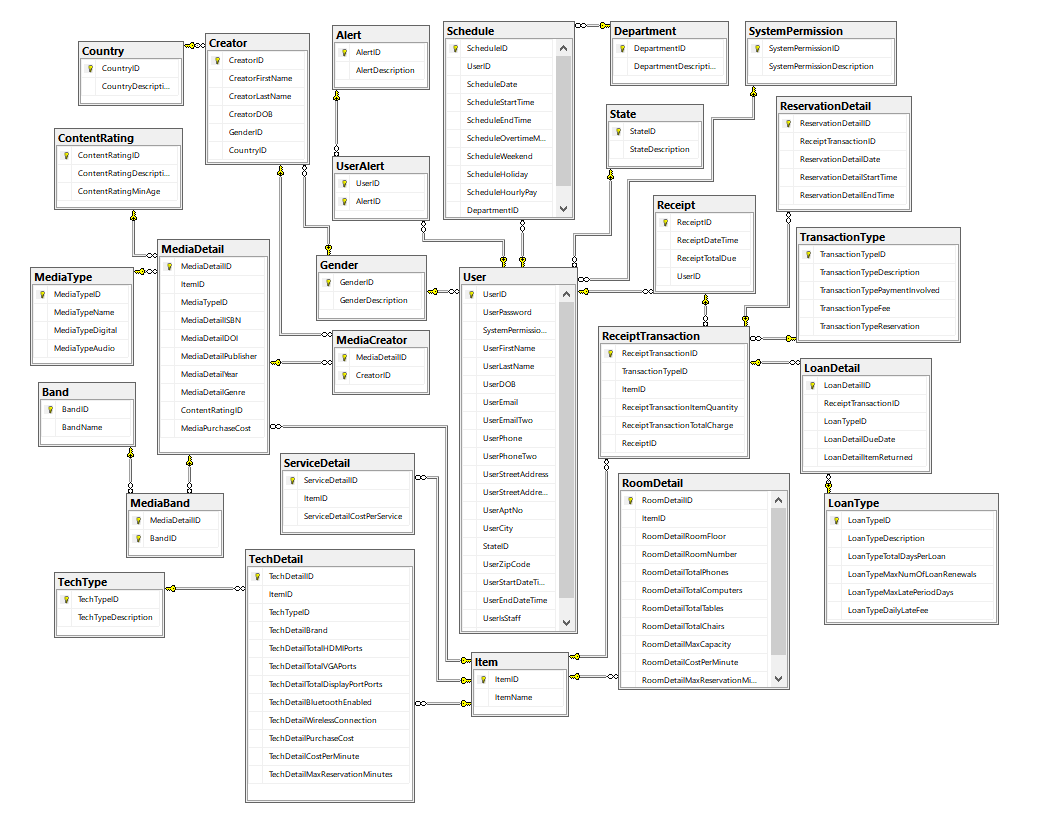 Country
CountryID
CountryDescripti...
Creator
CreatorID
CreatorFirstName
CreatorLastName
CreatorDOB
GenderID
CountryID
Alert
AlertID
AlertDescription
Schedule
ScheduleID
UserID
ScheduleDate
ScheduleStartTime
ScheduleEndTime
ScheduleOvertimeM...
ScheduleWeekend
ScheduleHoliday
ScheduleHourlyPay
DepartmentID
Department
DepartmentID
DepartmentDescripti...
SystemPermission
SystemPermissionID
SystemPermissionDescription
ContentRating
ContentRatingID
ContentRatingDescripti...
ContentRatingMinAge
UserAlert
UserID
AlertID
State
StateID
StateDescription
ReservationDetail
ReservationDetailID
ReceiptTransactionID
ReservationDetailDate
ReservationDetailStartTime
ReservationDetailEndTime
Receipt
ReceiptID
ReceiptDateTime
ReceiptTotalDue
UserID
MediaType
MediaTypeID
MediaTypeName
MediaTypeDigital
MediaTypeAudio
MediaDetail
MediaDetailID
ItemID
MediaTypeID
MediaDetailISBN
MediaDetailDOI
MediaDetailPublisher
MediaDetailYear
MediaDetailGenre
ContentRatingID
MediaPurchaseCost
Gender
GenderID
GenderDescription
User
UserID
UserPassword
SystemPermissio...
UserFirstName
UserLastName
UserDOB
UserEmail
UserEmailTwo
UserPhone
UserPhoneTwo
UserStreetAddress
UserStreetAddre...
UserAptNo
UserCity
StateID
UserZipCode
UserStartDateTi...
UserEndDateTime
UserIsStaff
TransactionType
TransactionTypeID
TransactionTypeDescription
TransactionTypePaymentInvolved
TransactionTypeFee
TransactionTypeReservation
MediaCreator
MediaDetailID
CreatorID
ReceiptTransaction
ReceiptTransactionID
TransactionTypeID
ItemID
ReceiptTransactionItemQuantity
ReceiptTransactionTotalCharge
ReceiptID
LoanDetail
LoanDetailID
ReceiptTransactionID
LoanTypeID
LoanDetailDueDate
LoanDetailItemReturned
Band
BandID
BandName
ServiceDetail
ServiceDetailID
ItemID
ServiceDetailCostPerService
RoomDetail
RoomDetailID
ItemID
RoomDetailRoomFloor
RoomDetailRoomNumber
RoomDetailTotalPhones
RoomDetailTotalComputers
RoomDetailTotalTables
RoomDetailTotalChairs
RoomDetailMaxCapacity
RoomDetailCostPerMinute
RoomDetailMaxReservationMi...
LoanType
LoanTypeID
LoanTypeDescription
LoanTypeTotalDaysPerLoan
LoanTypeMaxNumOfLoanRenewals
LoanTypeMaxLatePeriodDays
LoanTypeDailyLateFee
MediaBand
MediaDetailID
BandID
TechType
TechTypeID
TechTypeDescription
TechDetail
TechDetailID
ItemID
TechTypeID
TechDetailBrand
TechDetailTotalHDMIPorts
TechDetailTotalVGAPorts
TechDetailTotalDisplayPortPorts
TechDetailBluetoothEnabled
TechDetailWirelessConnection
TechDetailPurchaseCost
TechDetailCostPerMinute
TechDetailMaxReservationMinutes
Item
ItemID
ItemName